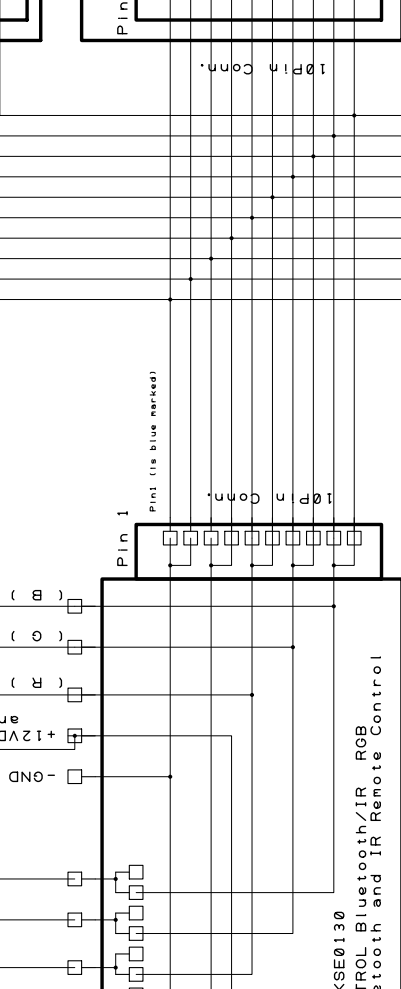 Pin
10Pin Conn.
Pin1 (is blue marked)
10Pin Conn.
Pin 1
( B )
( G )
( R )
an
+12VD
-GND
KSE0130
TROL Bluetooth/IR RGB
etooth and IR Remote Control